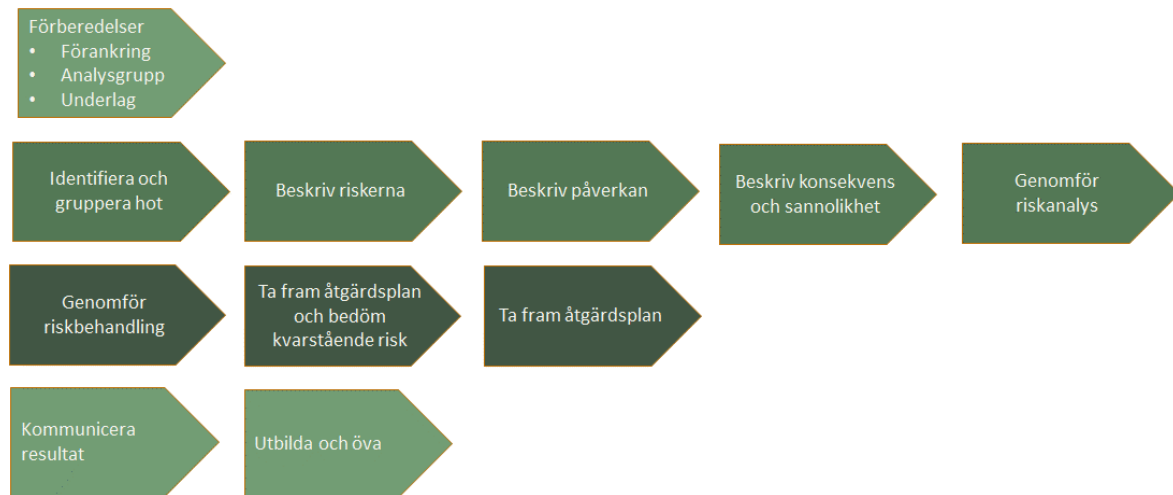 Förberedelser
• Förankring
• Analysgrupp
• Underlag
Identifiera och
gruppera hot
Beskriv riskerna
Beskriv påverkan
Beskriv konsekvens
och sannolikhet
Genomför
riskanalys
Genomför
riskbehandling
Ta fram åtgärdsplan
och bedöm
kvarstående risk
Ta fram åtgärdsplan
Kommunicera
resultat
Utbilda och öva